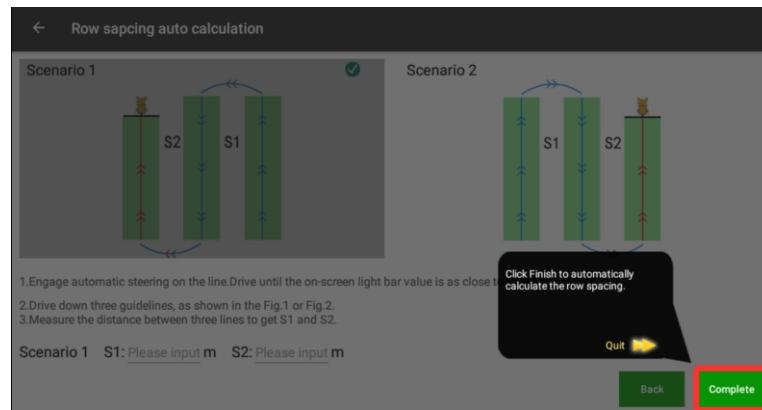 Row sapcing auto calculation
Scenario 1
Scenario 2
S2
S1
S1
S2
1.Engage automatic steering on the line.Drive until the on-screen light bar value is as close
2.Drive down three guidelines, as shown in the Fig.1 or Fig.2.
3.Measure the distance between three lines to get S1 and S2.
Click Finish to automatically
calculate the row spacing.
Quit
Scenario 1 S1: Please input m S2: Please input m
Back
Complete